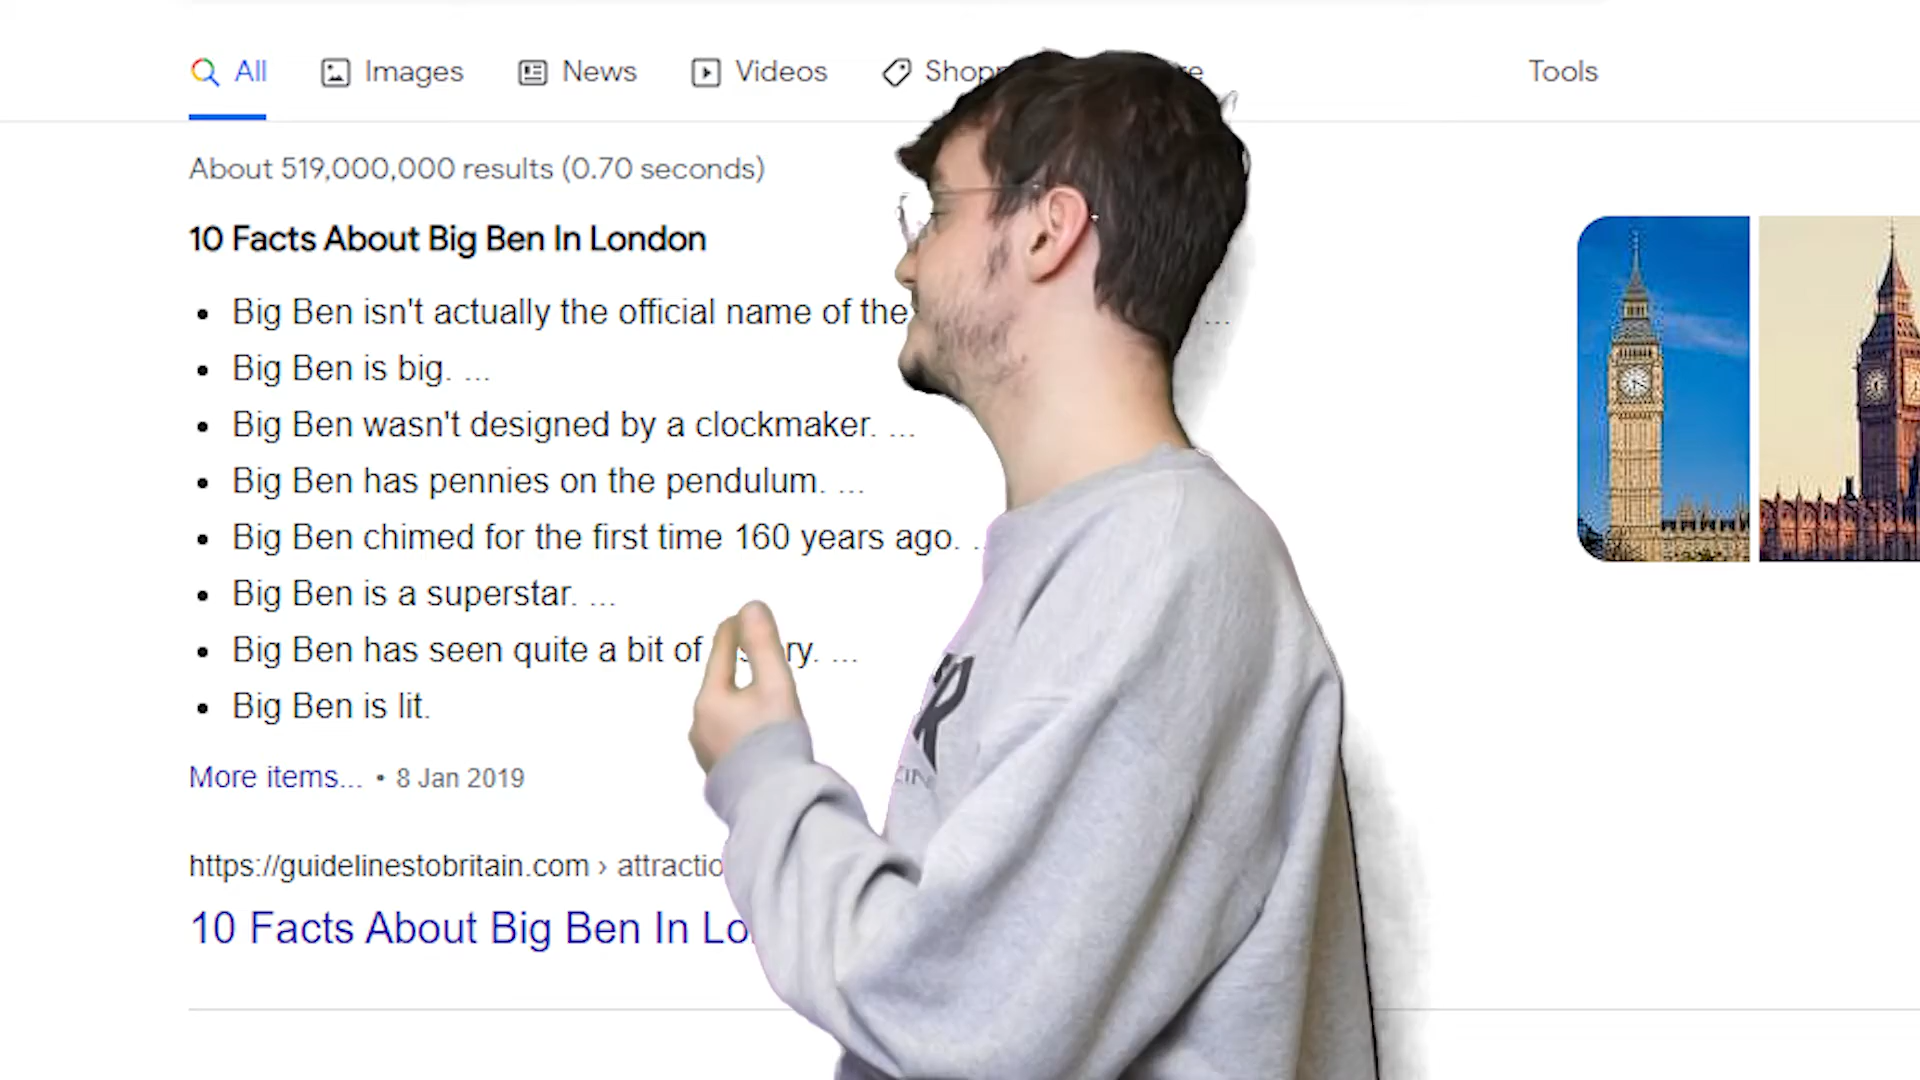 All Images News Videos Tools
About 519,000,000 results (0.70 seconds)
10 Facts About Big Ben In London
Big Ben isn't actually the official name of the ...
Big Ben is big. ...
Big Ben wasn't designed by a clockmaker. ...
Big Ben has pennies on the pendulum. ...
Big Ben chimed for the first time 160 years ago. ..
Big Ben is a superstar. ...
Big Ben has seen quite a bit of ...
Big Ben is lit.
More items... • 8 Jan 2019
https://guidelinestobritain.com ›
10 Facts About Big Ben In